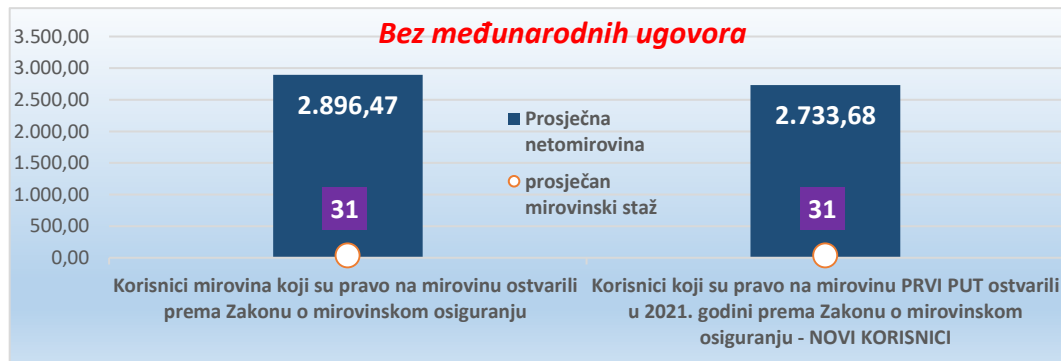 Bez međunarodnih ugovora
3.500,00
3.000,00
2.500,00
2.000,00
1.500,00
1.000,00
500,00
0,00
2.896,47
31
Prosječna
netomirovina
prosječan
mirovinski staž
2.733,68
31
Korisnici mirovina koji su pravo na mirovinu ostvarili
prema Zakonu o mirovinskom osiguranju
Korisnici koji su pravo na mirovinu PRVI PUT ostvarili
u 2021. godini prema Zakonu o mirovinskom
osiguranju - NOVI KORISNICI